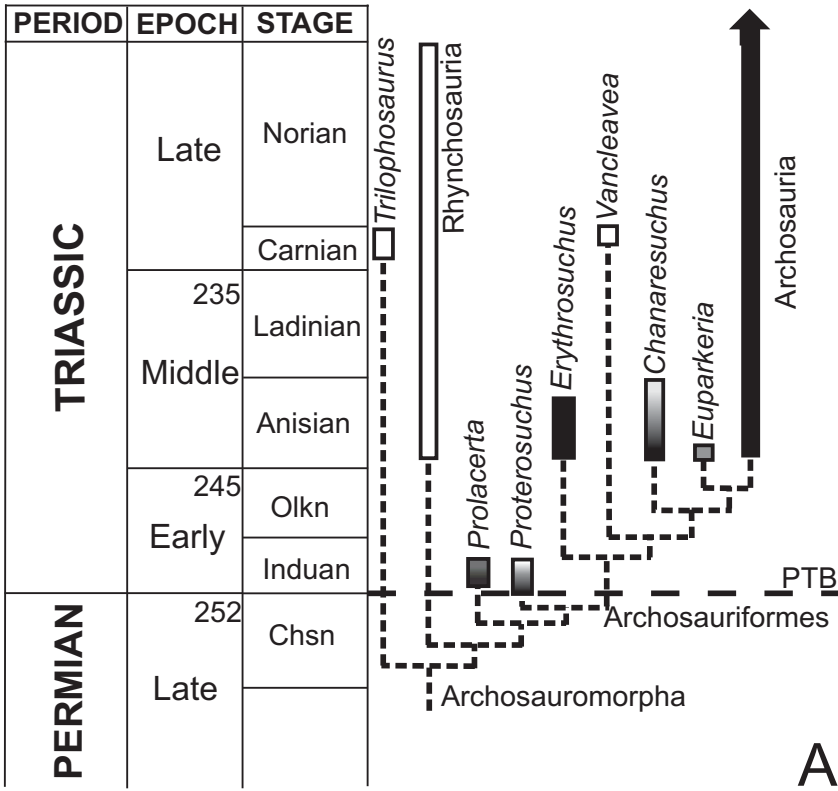 PERIOD EPOCH STAGE
TRIASSIC
PERMIAN
Late
235
Middle
245
Early
252
Late
Norian
Carnian
Ladinian
Anisian
Olkn
Induan
Chsn
Trilophosaurus
Rhynchosauria
Prolacerta
Proterosuchus
Erythrosuchus
Vancleavea
Chanaresuchus
Euparkeria
Archosauria
PTB
Archosauriformes
Archosauromorpha
A